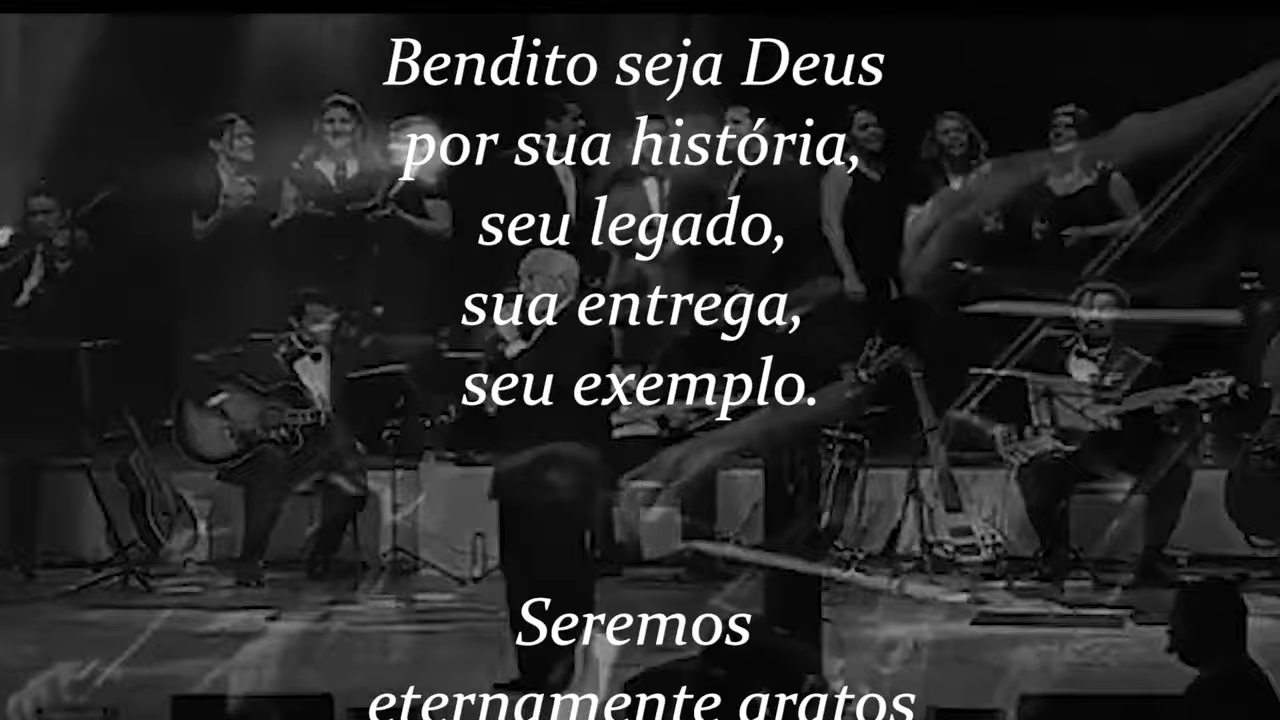 Bendito seja Deus
por sua história,
seu legado,
sua entrega,
seu exemplo.
Seremos
eternamente gratos